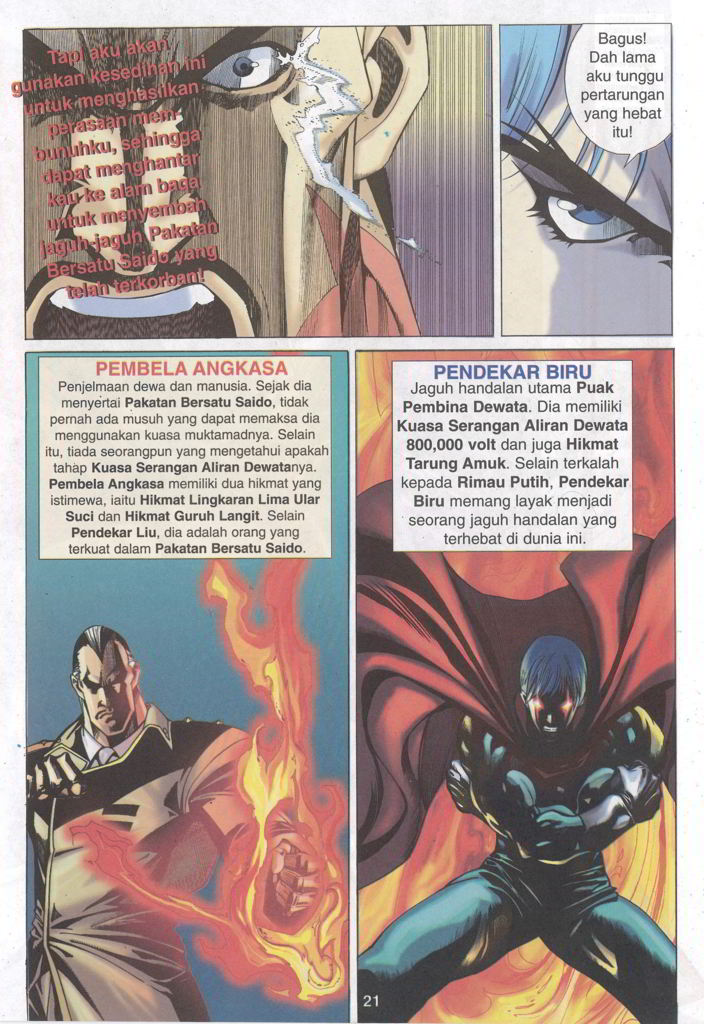 Tapi aku akan
gunakan kesedihan ini
untuk menghasilkan
perasaan mem-
bunuhku, sehingga
dapat menghantar
kau ke alam baga
untuk menyembah
jaguh-jaguh Pakatan
Bersatu Saido yang
telah terkorban!
Bagus!
Dah lama
aku tunggu
pertarungan
yang hebat
itu!
PEMBELA ANGKASA
Penjelmaan dewa dan manusia. Sejak dia
menyertai Pakatan Bersatu Saido, tidak
pernah ada musuh yang dapat memaksa dia
menggunakan kuasa muktamadnya. Selain
itu, tiada seorangpun yang mengetahui apakah
tahap Kuasa Serangan Aliran Dewatanya.
Pembela Angkasa memiliki dua hikmat yang
istimewa, iaitu Hikmat Lingkaran Lima Ular
Suci dan Hikmat Guruh Langit. Selain
Pendekar Liu, dia adalah orang yang
terkuat dalam Pakatan Bersatu Saido.
PENDEKAR BIRU
Jaguh handalan utama Puak
Pembina Dewata. Dia memiliki
Kuasa Serangan Aliran Dewata
800,000 volt dan juga Hikmat
Tarung Amuk. Selain terkalah
kepada Rimau Putih, Pendekar
Biru memang layak menjadi
seorang jaguh handalan yang
terhebat di dunia ini.
21